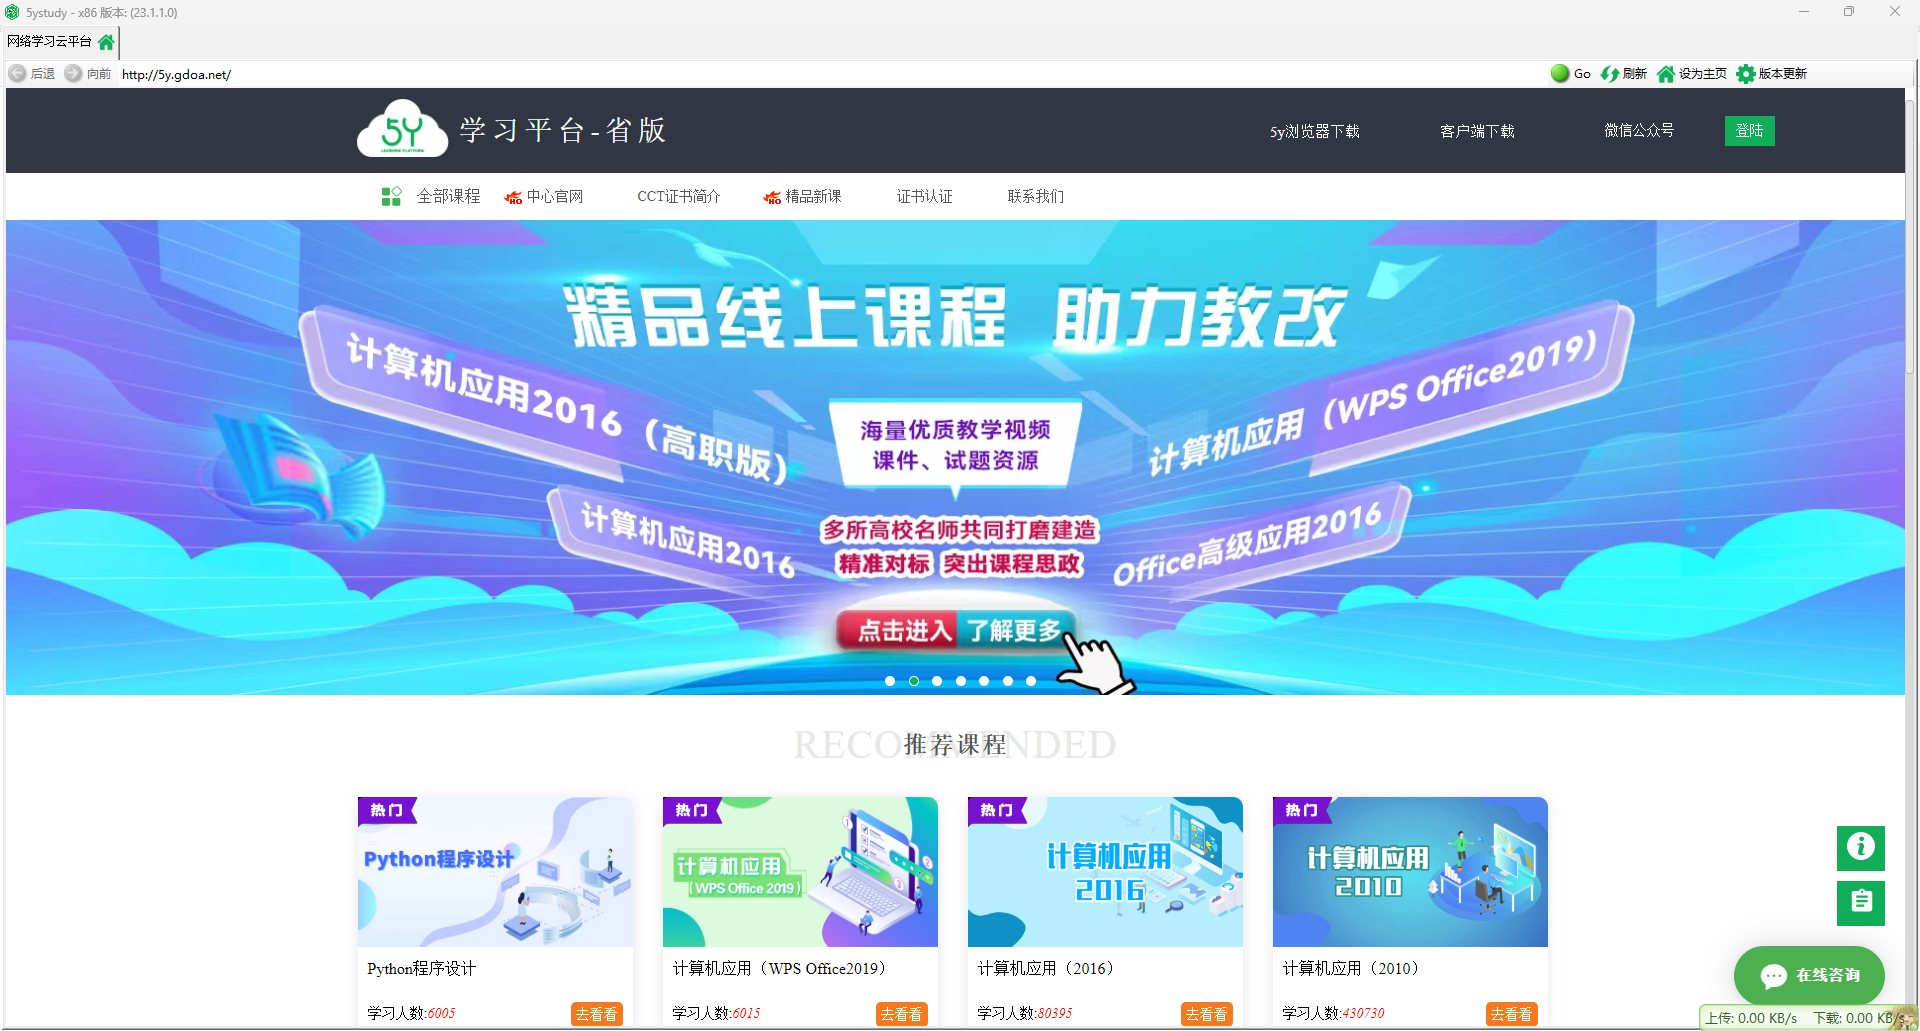 5ystudy - x86 版本: (23.1.1.0)
网络学习云平台
后退 向前 http://5y.gdoa.net/ Go 刷新 设为主页 版本更新
5Y 学习平台-省版 5y浏览器下载 客户端下载 微信公众号 登陆
LEARNING PLATFORM
全部课程 HO 中心官网 CCT证书简介 HO 精品新课 证书认证 联系我们
精品线上课程 助力教改
计算机应用2016（高职版）
计算机应用（WPS Office2019）
海量优质教学视频
课件、试题资源
计算机应用2016
Office高级应用2016
多所高校名师共同打磨建造
精准对标 突出课程思政
点击进入 了解更多
RECOMMENDED
推荐课程
热门 热门 热门 热门
Python程序设计
计算机应用
（WPS Office 2019）
计算机应用
2016
计算机应用
2010
Python程序设计 计算机应用（WPS Office2019） 计算机应用（2016） 计算机应用（2010）
学习人数:6005 去看看 学习人数:6015 去看看 学习人数:80395 去看看 学习人数:430730 去看看
在线咨询
上传: 0.00 KB/s 下载: 0.00 KB/s